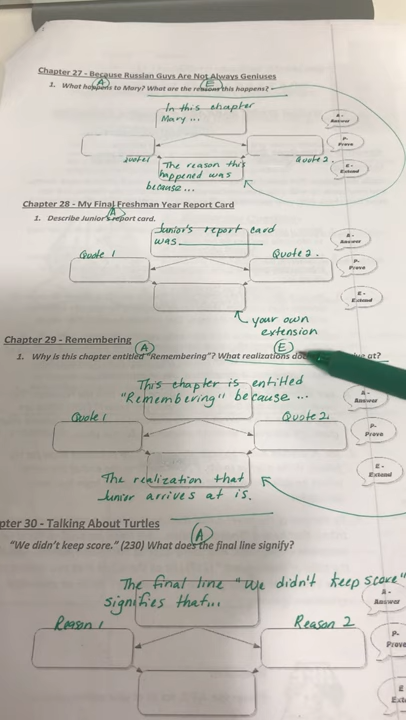 Chapter 27 - Because Russian Guys Are Not Always Geniuses
A
E
1. What happens to Mary? What are the reasons this happens?
In this chapter
Mary ...
A -
Answer
P-
Prove
quote 1
Quote 2.
The reason this
happened was
because ...
E -
Extend
Chapter 28 - My Final Freshman Year Report Card
A
1. Describe Junior's report card.
Junior's report card
was
A -
Answer
Quote 1
Quote 2.
P-
Prove
E -
Extend
your own
extension
Chapter 29 - Remembering
A
E
1. Why is this chapter entitled "Remembering"? What realizations at?
This chapter is entitled
"Remembering" because ...
A -
Answer
Quote 1
Quote 2.
P-
Prove
E -
Extend
The realization that
Junior arrives at is.
pter 30 - Talking About Turtles
A
"We didn't keep score." (230) What does the final line signify?
The final line "We didn't keep score"
signifies that...
A -
Answer
Reason 1
Reason 2
P-
Prove
E